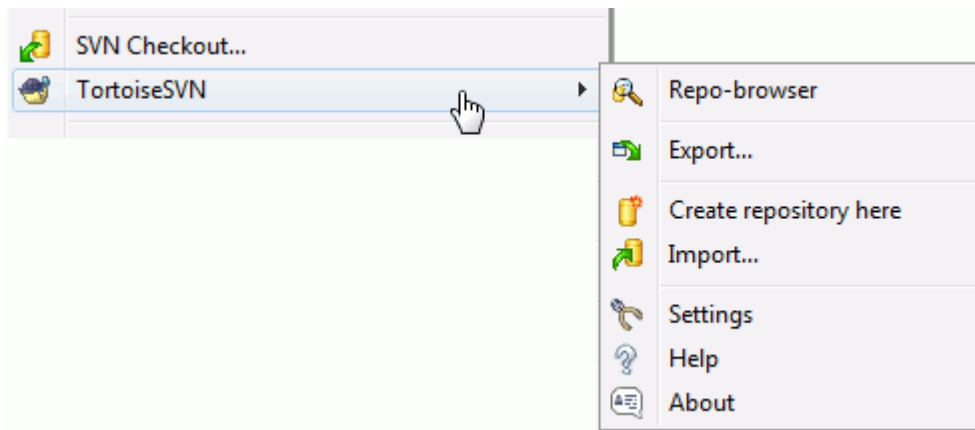 SVN Checkout...
TortoiseSVN
Repo-browser
Export...
Create repository here
Import...
Settings
Help
About